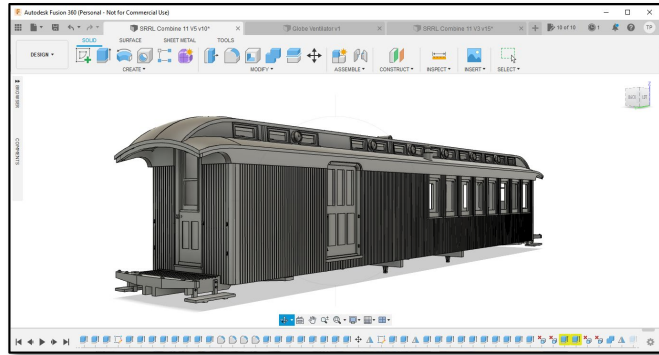 Autodesk Fusion 360 (Personal - Not for Commercial Use)
SRRL Combine 11 V5 v10*
Globe Ventilator v1
SRRL Combine 11 V3 v15*
10 of 10
1
TP
DESIGN
SOLID
SURFACE
SHEET METAL
TOOLS
CREATE
MODIFY
ASSEMBLE
CONSTRUCT
INSPECT
INSERT
SELECT
BROWSER
COMMENTS